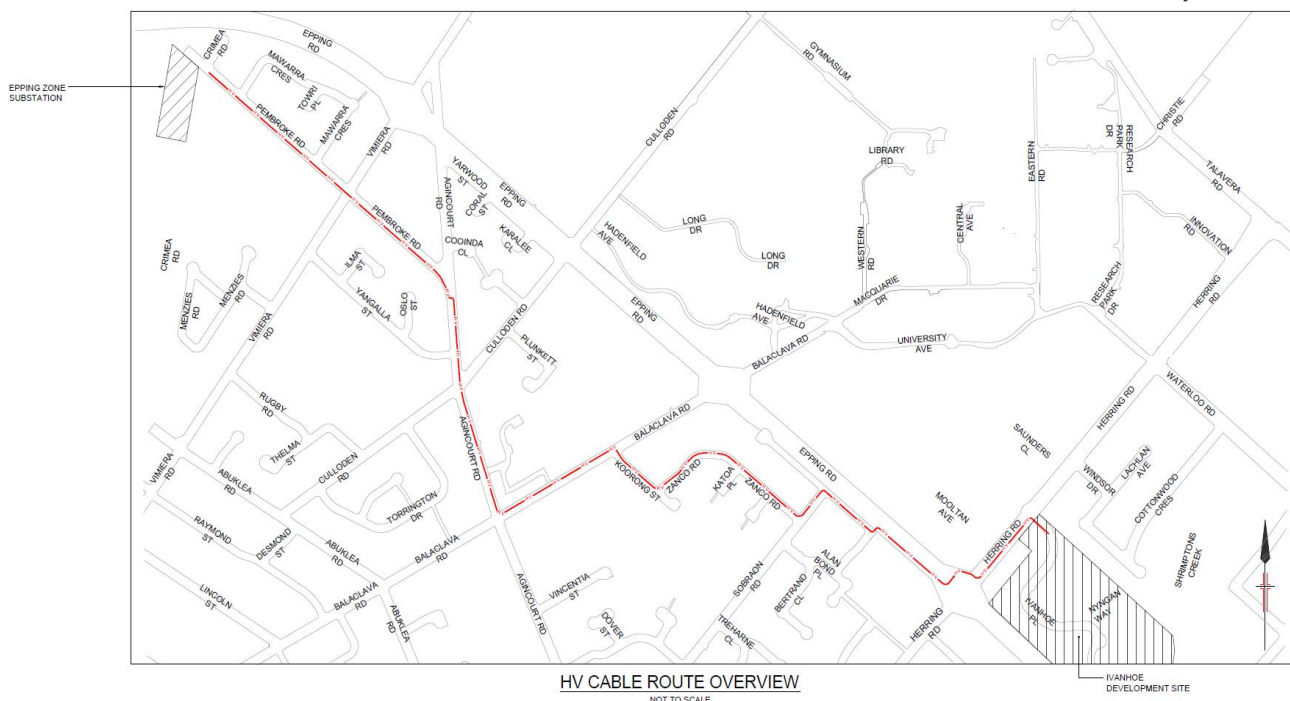 EPPING ZONE
SUBSTATION
CRIMEA
RD
EPPING
RD
MAWARRA
CRES
TOWRI
PL
MAWARRA
CRES
PEMBROKE RD
VIMIERA
RD
GYMNASIUM
RD
CULLODEN
RD
LIBRARY
RD
EASTERN
RD
RESEARCH
PARK
DR
CHRISTIE
RD
TALAVERA
RD
YARWOOD
ST
CORAL
ST
EPPING
RD
AGINCOURT
RD
KARALEE
CL
COOINDA
CL
PEMBROKE RD
HADENFIELD
AVE
LONG
DR
LONG
DR
WESTERN
RD
CENTRAL
AVE
INNOVATION
RD
CRIMEA
RD
MENZIES
RD
MENZIES
RD
ILMA
ST
YANGALLA
ST
OSLO
ST
VIMIERA
RD
CULLODEN RD
PLUNKETT
ST
EPPING
RD
HADENFIELD
AVE
MACQUARIE
DR
RESEARCH
PARK
DR
HERRING
RD
BALACLAVA RD
UNIVERSITY
AVE
WATERLOO RD
RUGBY
RD
THELMA
ST
CULLODEN
RD
AGINCOURT RD
BALACLAVA RD
HERRING RD
SAUNDERS
CL
LACHLAN
AVE
WINDSOR
DR
COTTONWOOD
CRES
VIMIERA
RD
ABUKLEA
RD
TORRINGTON
DR
KOORONG ST
ZANCO RD
KATOA
PL
ZANCO RD
EPPING RD
MOOLTAN
AVE
RAYMOND
ST
DESMOND
ST
ABUKLEA
RD
BALACLAVA
RD
HERRING RD
SHRIMPTONS
CREEK
LINCOLN
ST
BALACLAVA
RD
ABUKLEA
RD
AGINCOURT RD
VINCENTIA
ST
DOVER
ST
SOBRAON
RD
ALAN
BOND
PL
BERTRAND
CL
TREHARNE
CL
HERRING
RD
IVANHOE
PL
NYNGAN
WAY
HV CABLE ROUTE OVERVIEW
NOT TO SCALE
IVANHOE
DEVELOPMENT SITE